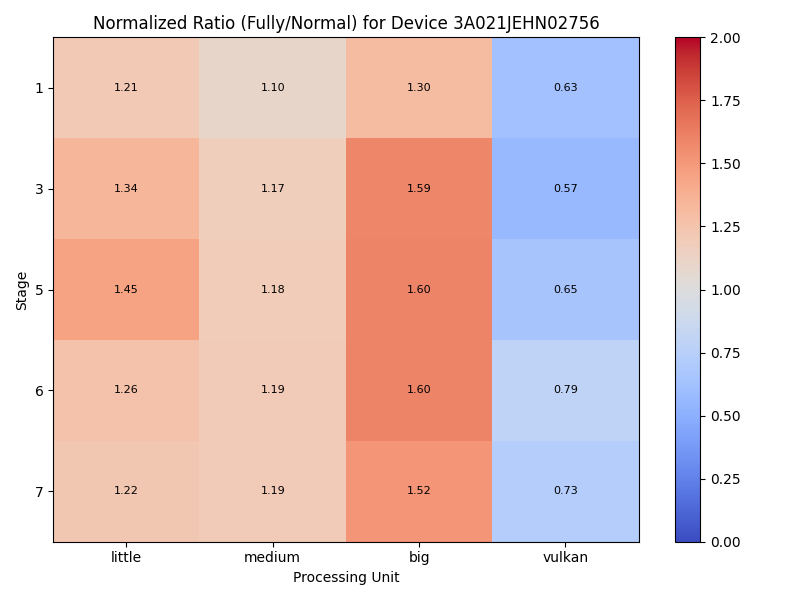 Normalized Ratio (Fully/Normal) for Device 3A021JEHN02756
1 1.21 1.10 1.30 0.63
3 1.34 1.17 1.59 0.57
5 1.45 1.18 1.60 0.65
6 1.26 1.19 1.60 0.79
7 1.22 1.19 1.52 0.73
Stage
little medium big vulkan
Processing Unit
2.00
1.75
1.50
1.25
1.00
0.75
0.50
0.25
0.00